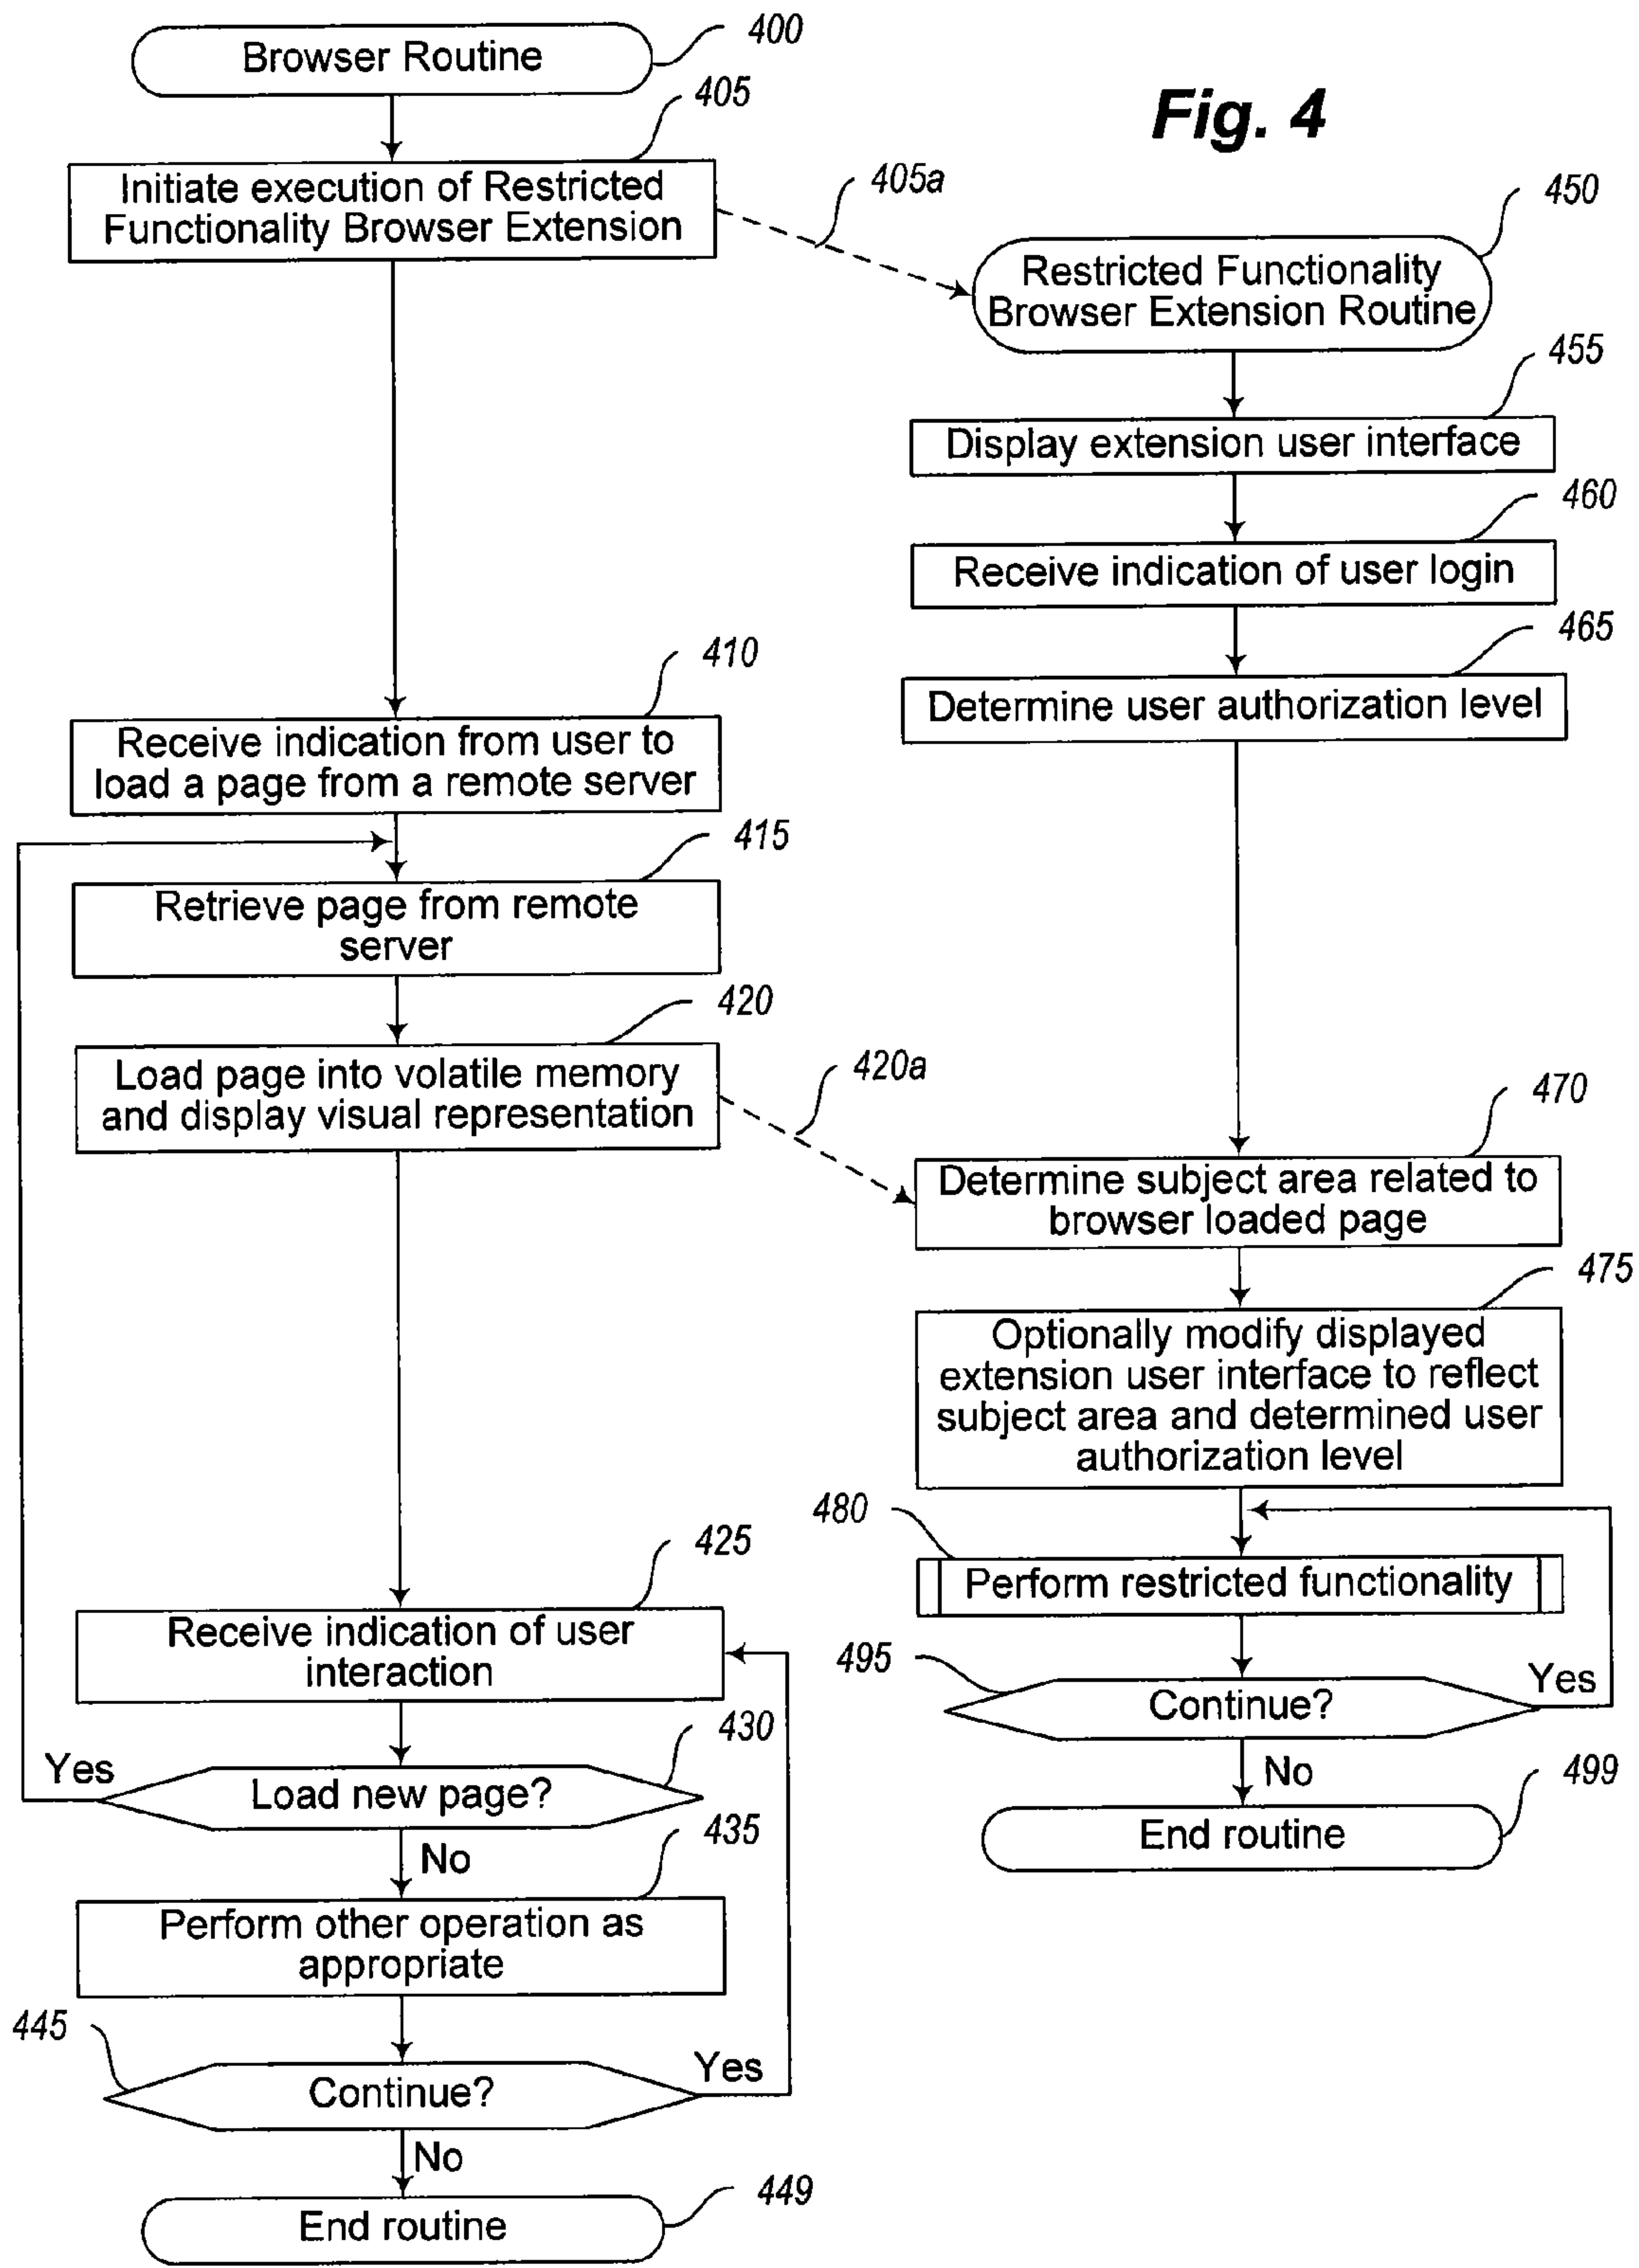 400
Browser Routine
405
Fig. 4
Initiate execution of Restricted
Functionality Browser Extension
405a
450
Restricted Functionality
Browser Extension Routine
455
Display extension user interface
460
Receive indication of user login
465
Determine user authorization level
410
Receive indication from user to
load a page from a remote server
415
Retrieve page from remote
server
420
Load page into volatile memory
and display visual representation
420a
470
Determine subject area related to
browser loaded page
475
Optionally modify displayed
extension user interface to reflect
subject area and determined user
authorization level
480
Perform restricted functionality
495
Continue?
Yes
No
499
End routine
425
Receive indication of user
interaction
430
Yes
Load new page?
435
No
Perform other operation as
appropriate
445
Yes
Continue?
No
449
End routine